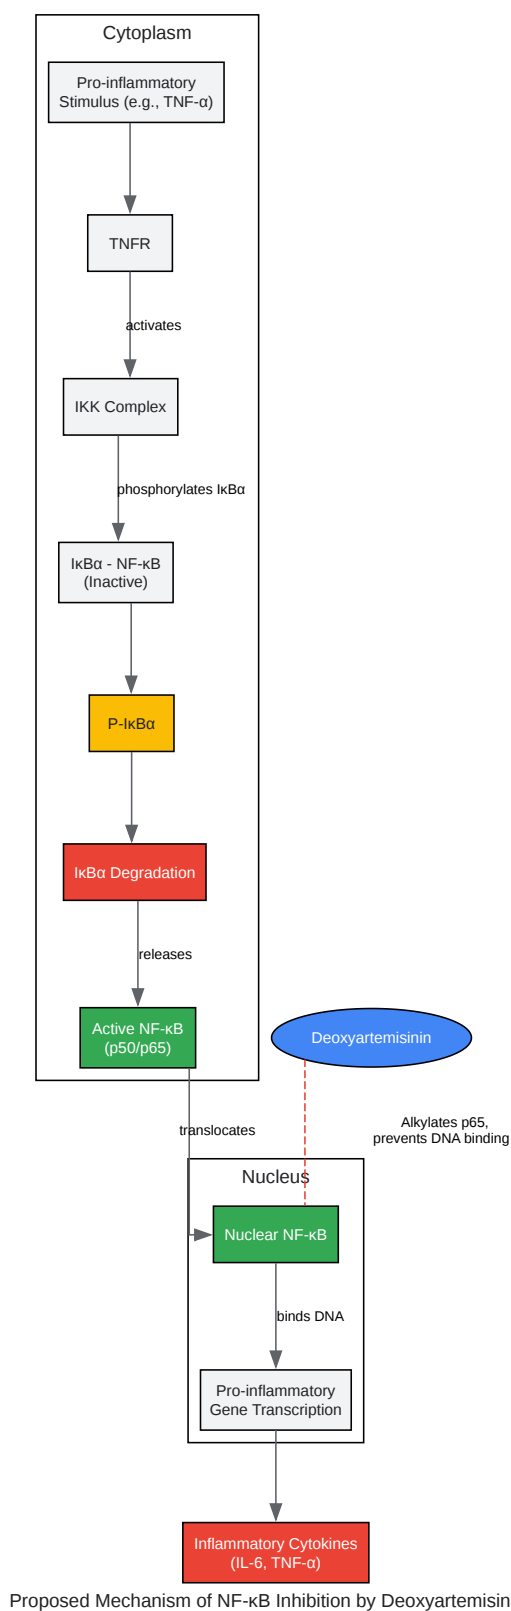 Cytoplasm
Pro-inflammatory
Stimulus (e.g., TNF-α)
TNFR
activates
IKK Complex
phosphorylates IκBα
IκBα - NF-κB
(Inactive)
P-IκBα
IκBα Degradation
releases
Active NF-κB
(p50/p65)
Deoxyartemisinin
translocates
Alkylates p65,
prevents DNA binding
Nucleus
Nuclear NF-κB
binds DNA
Pro-inflammatory
Gene Transcription
Inflammatory Cytokines
(IL-6, TNF-α)
Proposed Mechanism of NF-κB Inhibition by Deoxyartemisin